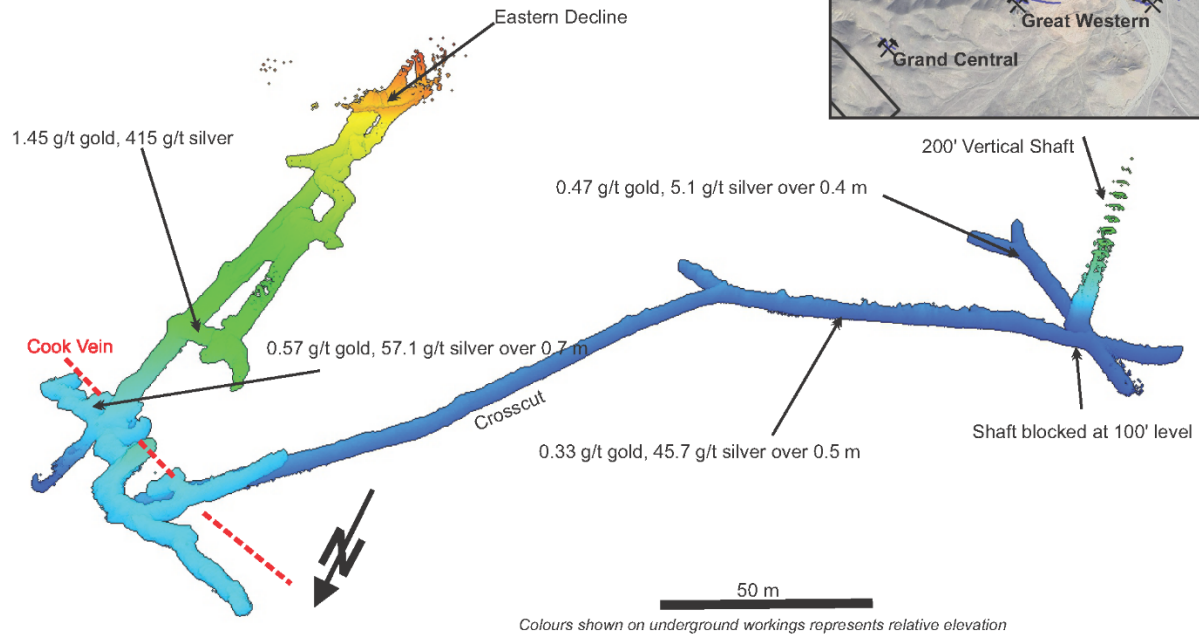 Eastern Decline
Great Western
Grand Central
1.45 g/t gold, 415 g/t silver
200' Vertical Shaft
0.47 g/t gold, 5.1 g/t silver over 0.4 m
Cook Vein
0.57 g/t gold, 57.1 g/t silver over 0.7 m
Crosscut
0.33 g/t gold, 45.7 g/t silver over 0.5 m
Shaft blocked at 100' level
N
50 m
Colours shown on underground workings represents relative elevation